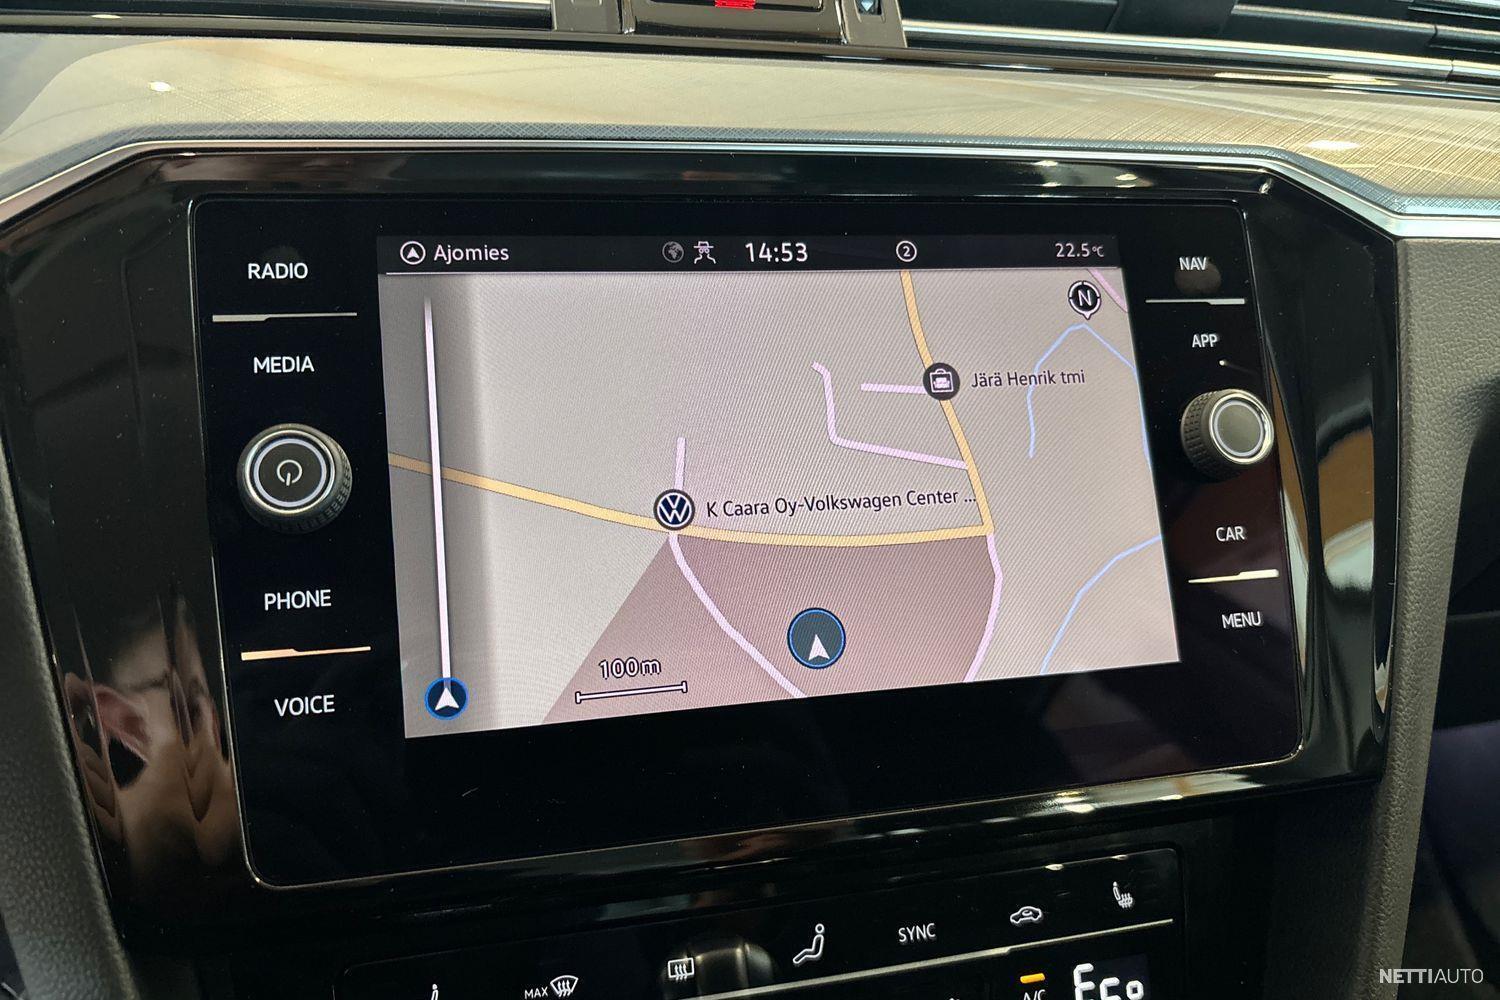 RADIO
MEDIA
PHONE
VOICE
Ajomies
14:53
2
22.5°C
N
Järä Henrik tmi
K Caara Oy-Volkswagen Center ...
100m
NAV
APP
CAR
MENU
MAX
SYNC
A/C
Eco
NETTIAUTO